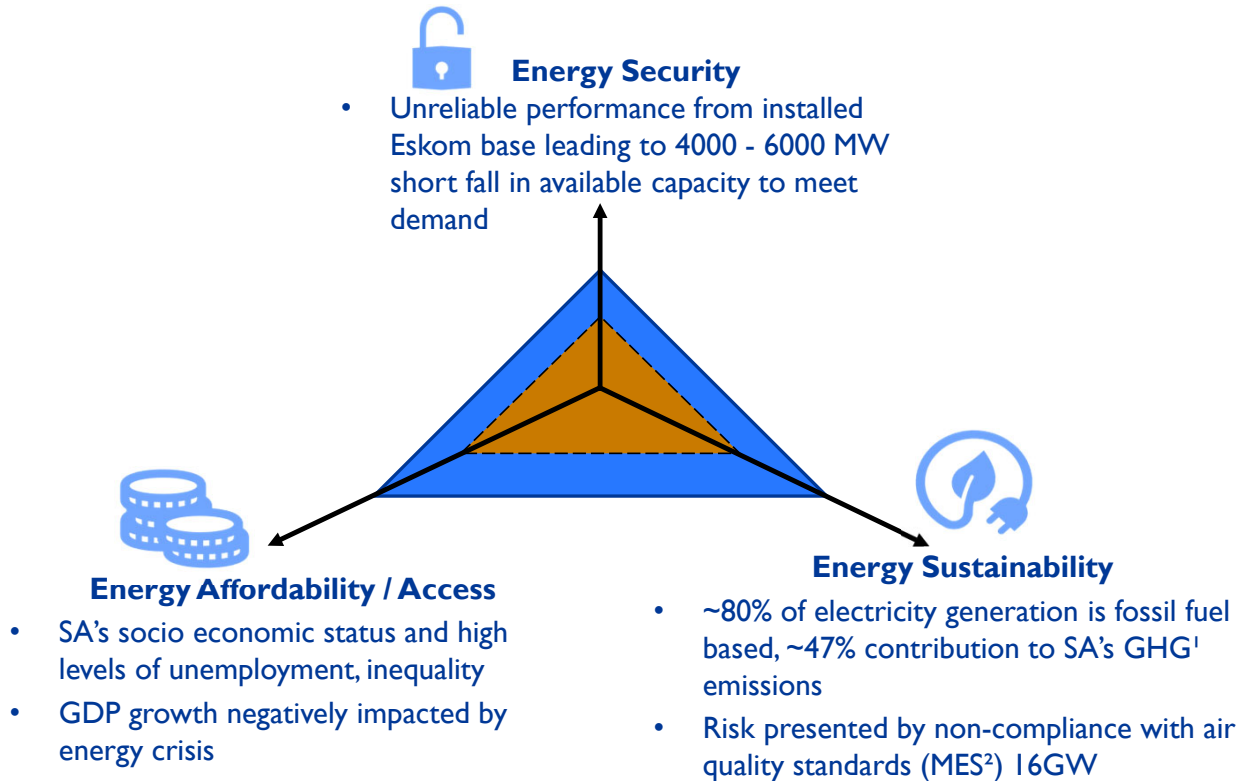 Energy Security
• Unreliable performance from installed
Eskom base leading to 4000 - 6000 MW
short fall in available capacity to meet
demand
Energy Affordability / Access
• SA's socio economic status and high
levels of unemployment, inequality
• GDP growth negatively impacted by
energy crisis
Energy Sustainability
• ~80% of electricity generation is fossil fuel
based, ~47% contribution to SA's GHG¹
emissions
• Risk presented by non-compliance with air
quality standards (MES²) 16GW